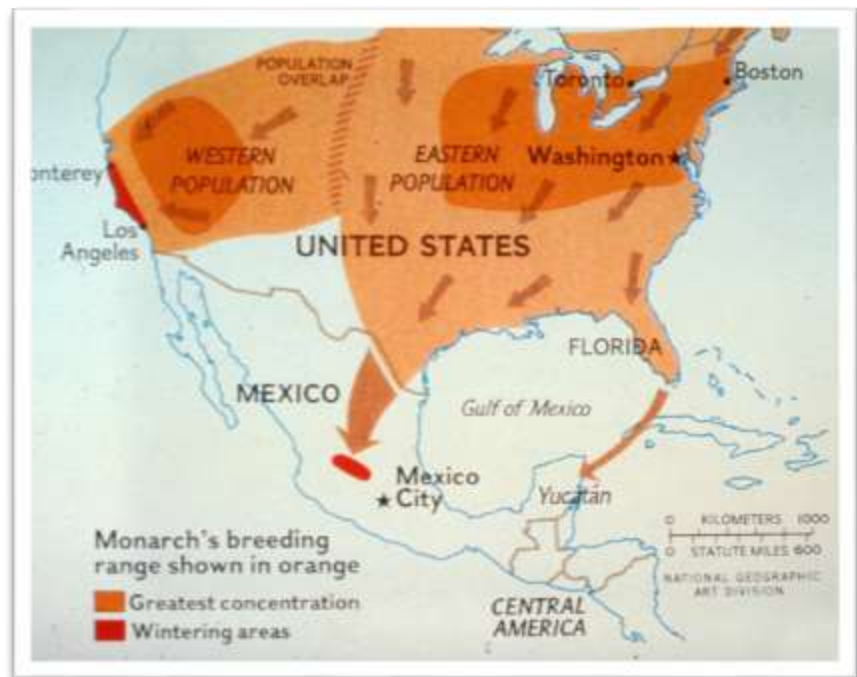 POPULATION
OVERLAP
Toronto
Boston
WESTERN
POPULATION
EASTERN
POPULATION
Washington
onterey
Los
Angeles
UNITED STATES
FLORIDA
MEXICO
Gulf of Mexico
Mexico
City
Yucatán
0 KILOMETERS 1000
0 STATUTE MILES 600
NATIONAL GEOGRAPHIC
ART DIVISION
Monarch's breeding
range shown in orange
Greatest concentration
Wintering areas
CENTRAL
AMERICA